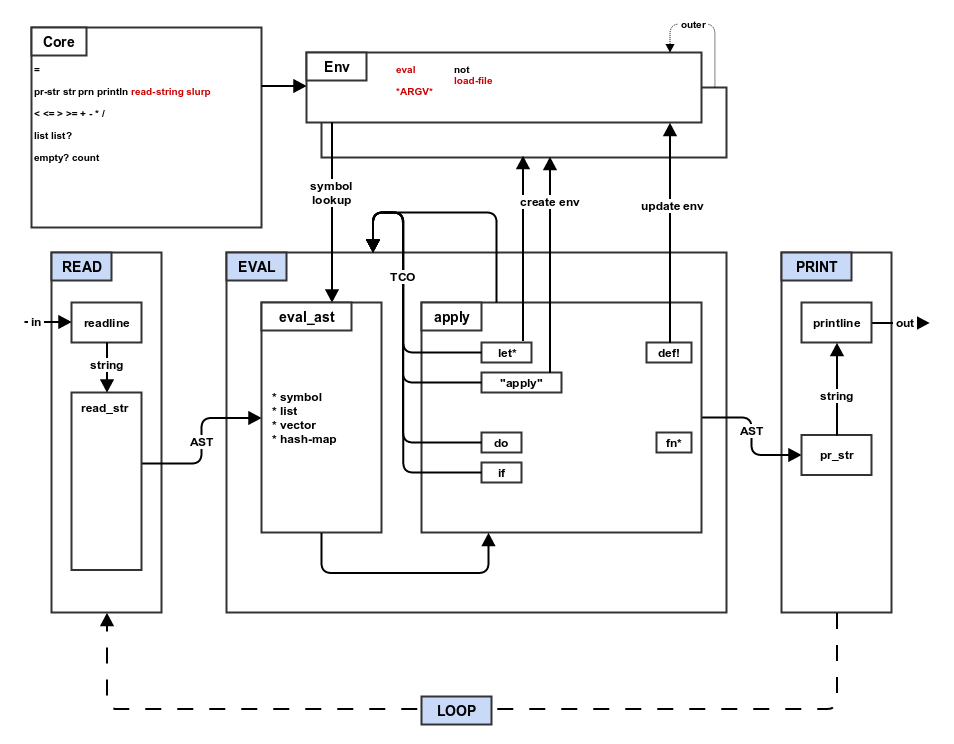 outer
Core
Env
eval
not
load-file
*ARGV*
=
pr-str str prn println read-string slurp
< <= > >= + - * /
list list?
empty? count
symbol
lookup
create env
update env
READ
EVAL
PRINT
TCO
in
readline
string
read_str
AST
eval_ast
* symbol
* list
* vector
* hash-map
apply
let*
"apply"
do
if
def!
fn*
AST
printline
out
string
pr_str
LOOP